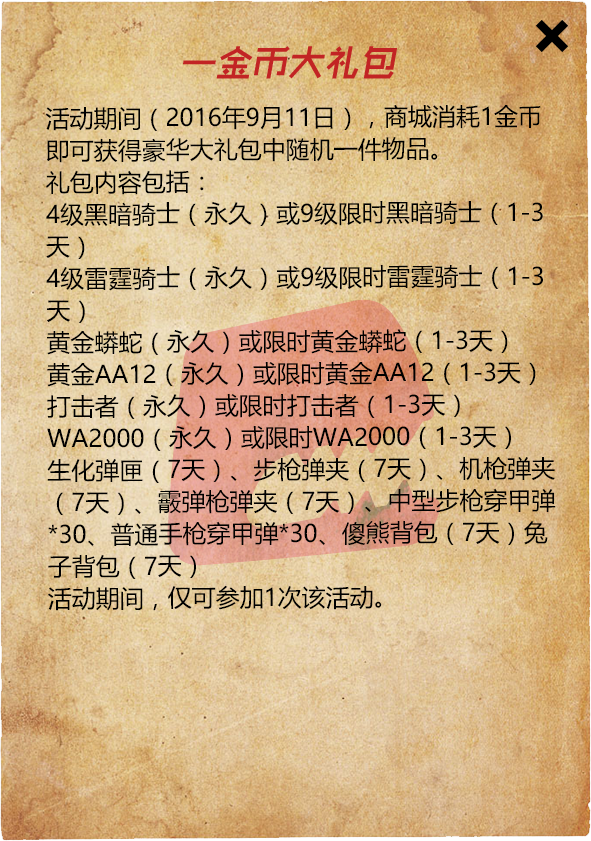 一金币大礼包
活动期间（2016年9月11日），商城消耗1金币
即可获得豪华大礼包中随机一件物品。
礼包内容包括：
4级黑暗骑士（永久）或9级限时黑暗骑士（1-3
天）
4级雷霆骑士（永久）或9级限时雷霆骑士（1-3
天）
黄金蟒蛇（永久）或限时黄金蟒蛇（1-3天）
黄金AA12（永久）或限时黄金AA12（1-3天）
打击者（永久）或限时打击者（1-3天）
WA2000（永久）或限时WA2000（1-3天）
生化弹匣（7天）、步枪弹夹（7天）、机枪弹夹
（7天）、霰弹枪弹夹（7天）、中型步枪穿甲弹
*30、普通手枪穿甲弹*30、傻熊背包（7天）兔
子背包（7天）
活动期间，仅可参加1次该活动。